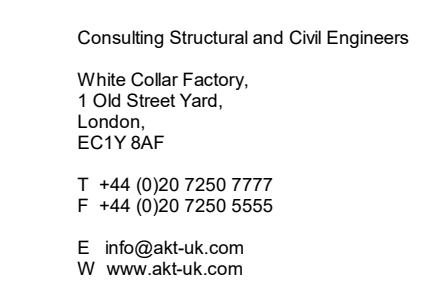 Consulting Structural and Civil Engineers
White Collar Factory,
1 Old Street Yard,
London,
EC1Y 8AF
T +44 (0)20 7250 7777
F +44 (0)20 7250 5555
E info@akt-uk.com
W www.akt-uk.com